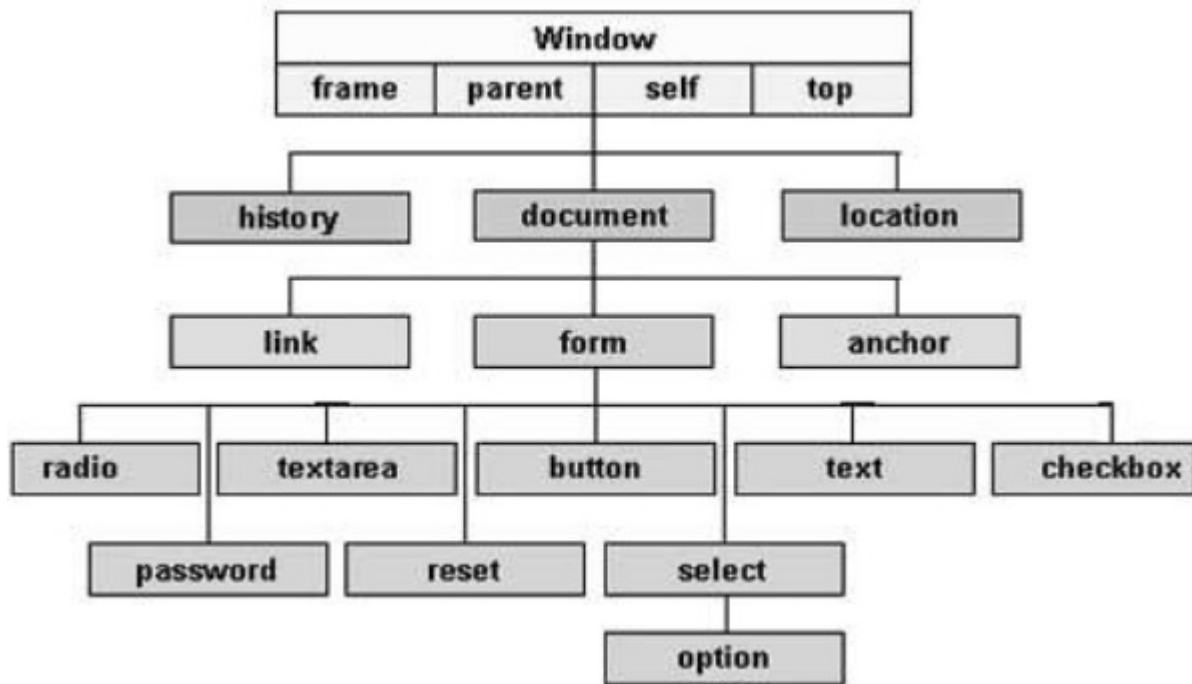 Window
frame parent self top
history document location
link form anchor
radio textarea button text checkbox
password reset select
option